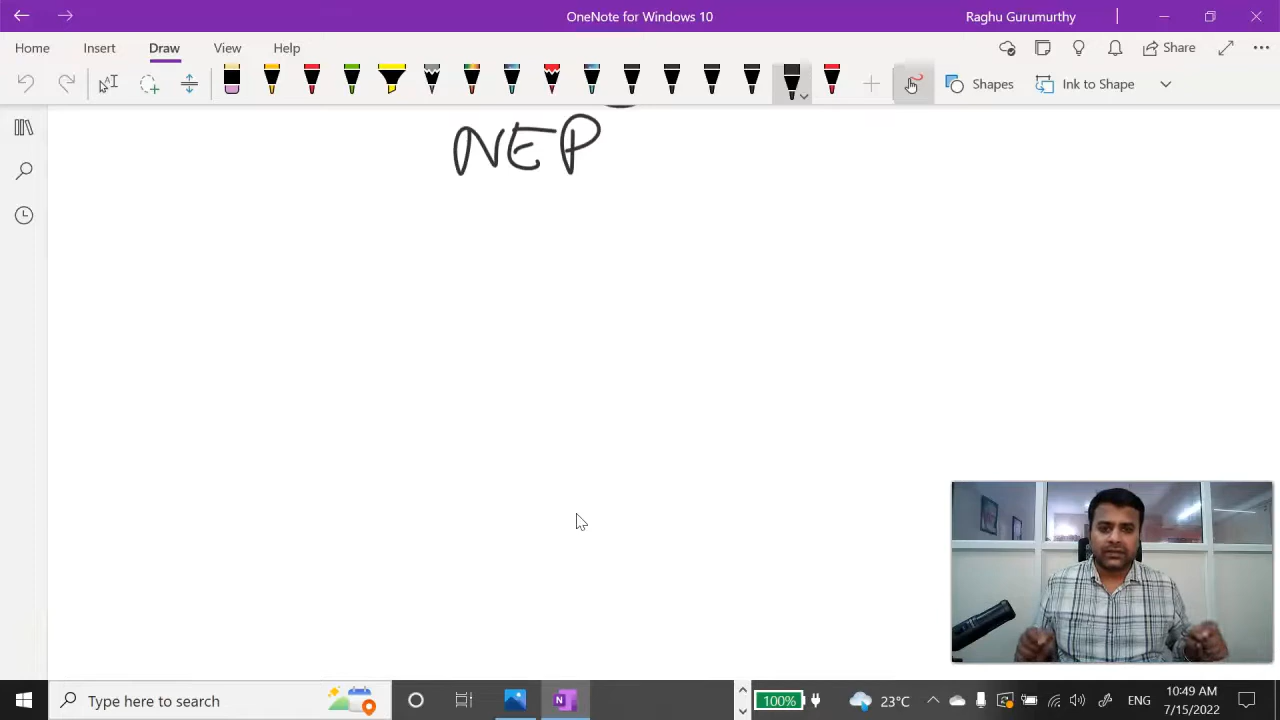 OneNote for Windows 10
Raghu Gurumurthy
Home Insert Draw View Help
Share
Shapes
Ink to Shape
NEP
Type here to search
N
100%
23°C
ENG
10:49 AM
7/15/2022